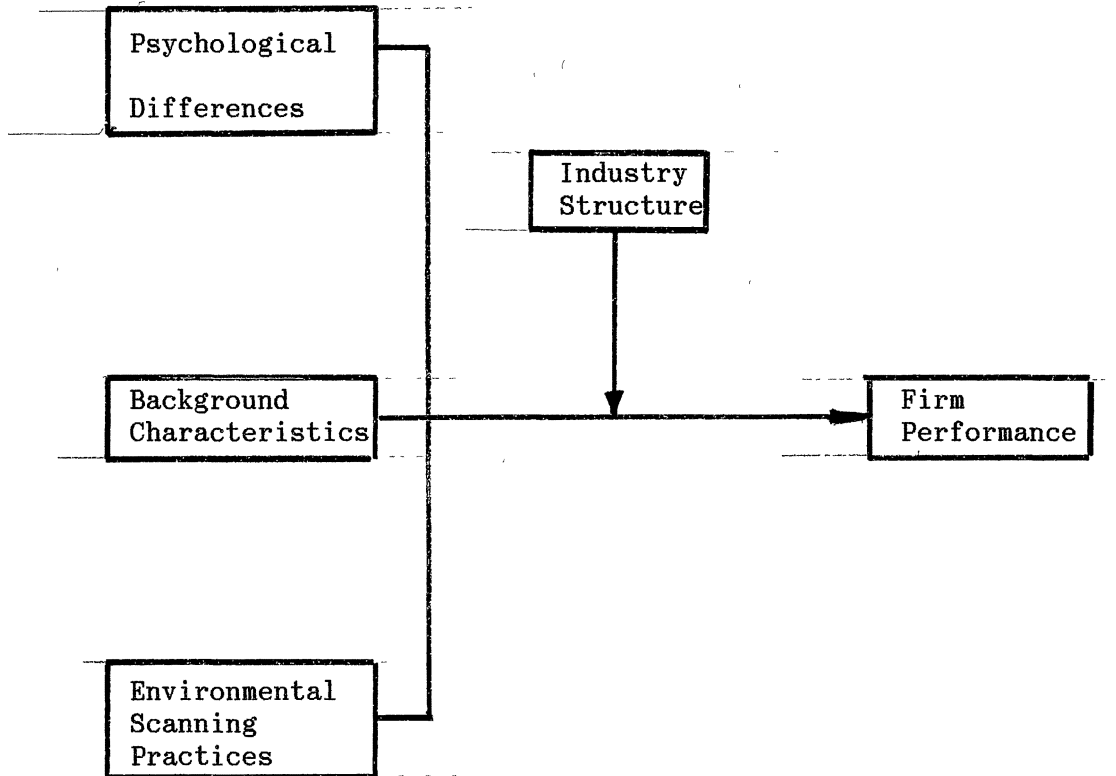 Psychological
Differences
Industry
Structure
Background
Characteristics
Firm
Performance
Environmental
Scanning
Practices